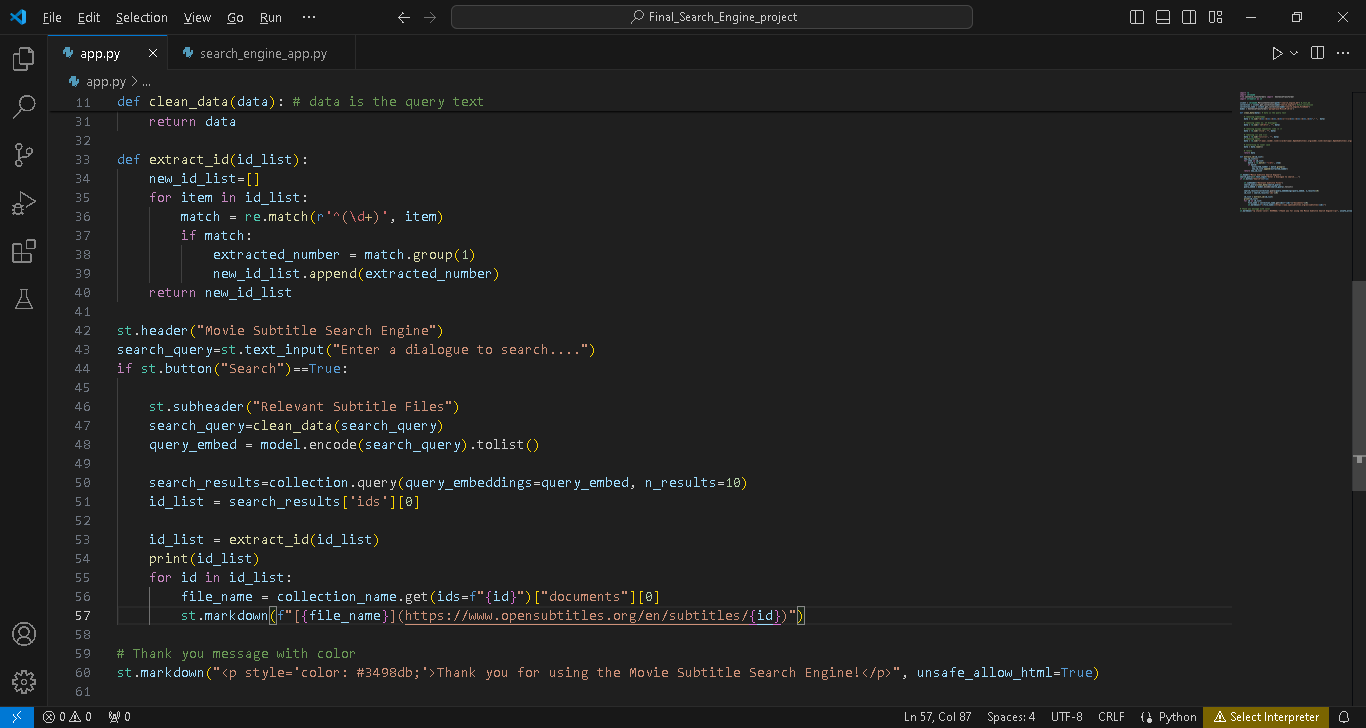 File Edit Selection View Go Run ··· Final_Search_Engine_project
app.py search_engine_app.py
app.py > ...
11 def clean_data(data): # data is the query text
31 return data
32
33 def extract_id(id_list):
34 new_id_list=[]
35 for item in id_list:
36 match = re.match(r'^(\d+)', item)
37 if match:
38 extracted_number = match.group(1)
39 new_id_list.append(extracted_number)
40 return new_id_list
41
42 st.header("Movie Subtitle Search Engine")
43 search_query=st.text_input("Enter a dialogue to search....")
44 if st.button("Search")==True:
45
46 st.subheader("Relevant Subtitle Files")
47 search_query=clean_data(search_query)
48 query_embed = model.encode(search_query).tolist()
49
50 search_results=collection.query(query_embeddings=query_embed, n_results=10)
51 id_list = search_results['ids'][0]
52
53 id_list = extract_id(id_list)
54 print(id_list)
55 for id in id_list:
56 file_name = collection_name.get(ids=f"{id}")["documents"][0]
57 st.markdown(f"[{file_name}](https://www.opensubtitles.org/en/subtitles/{id})")
58
59 # Thank you message with color
60 st.markdown("<p style='color: #3498db;'>Thank you for using the Movie Subtitle Search Engine!</p>", unsafe_allow_html=True)
61
0 0 0 Ln 57, Col 87 Spaces: 4 UTF-8 CRLF Python Select Interpreter